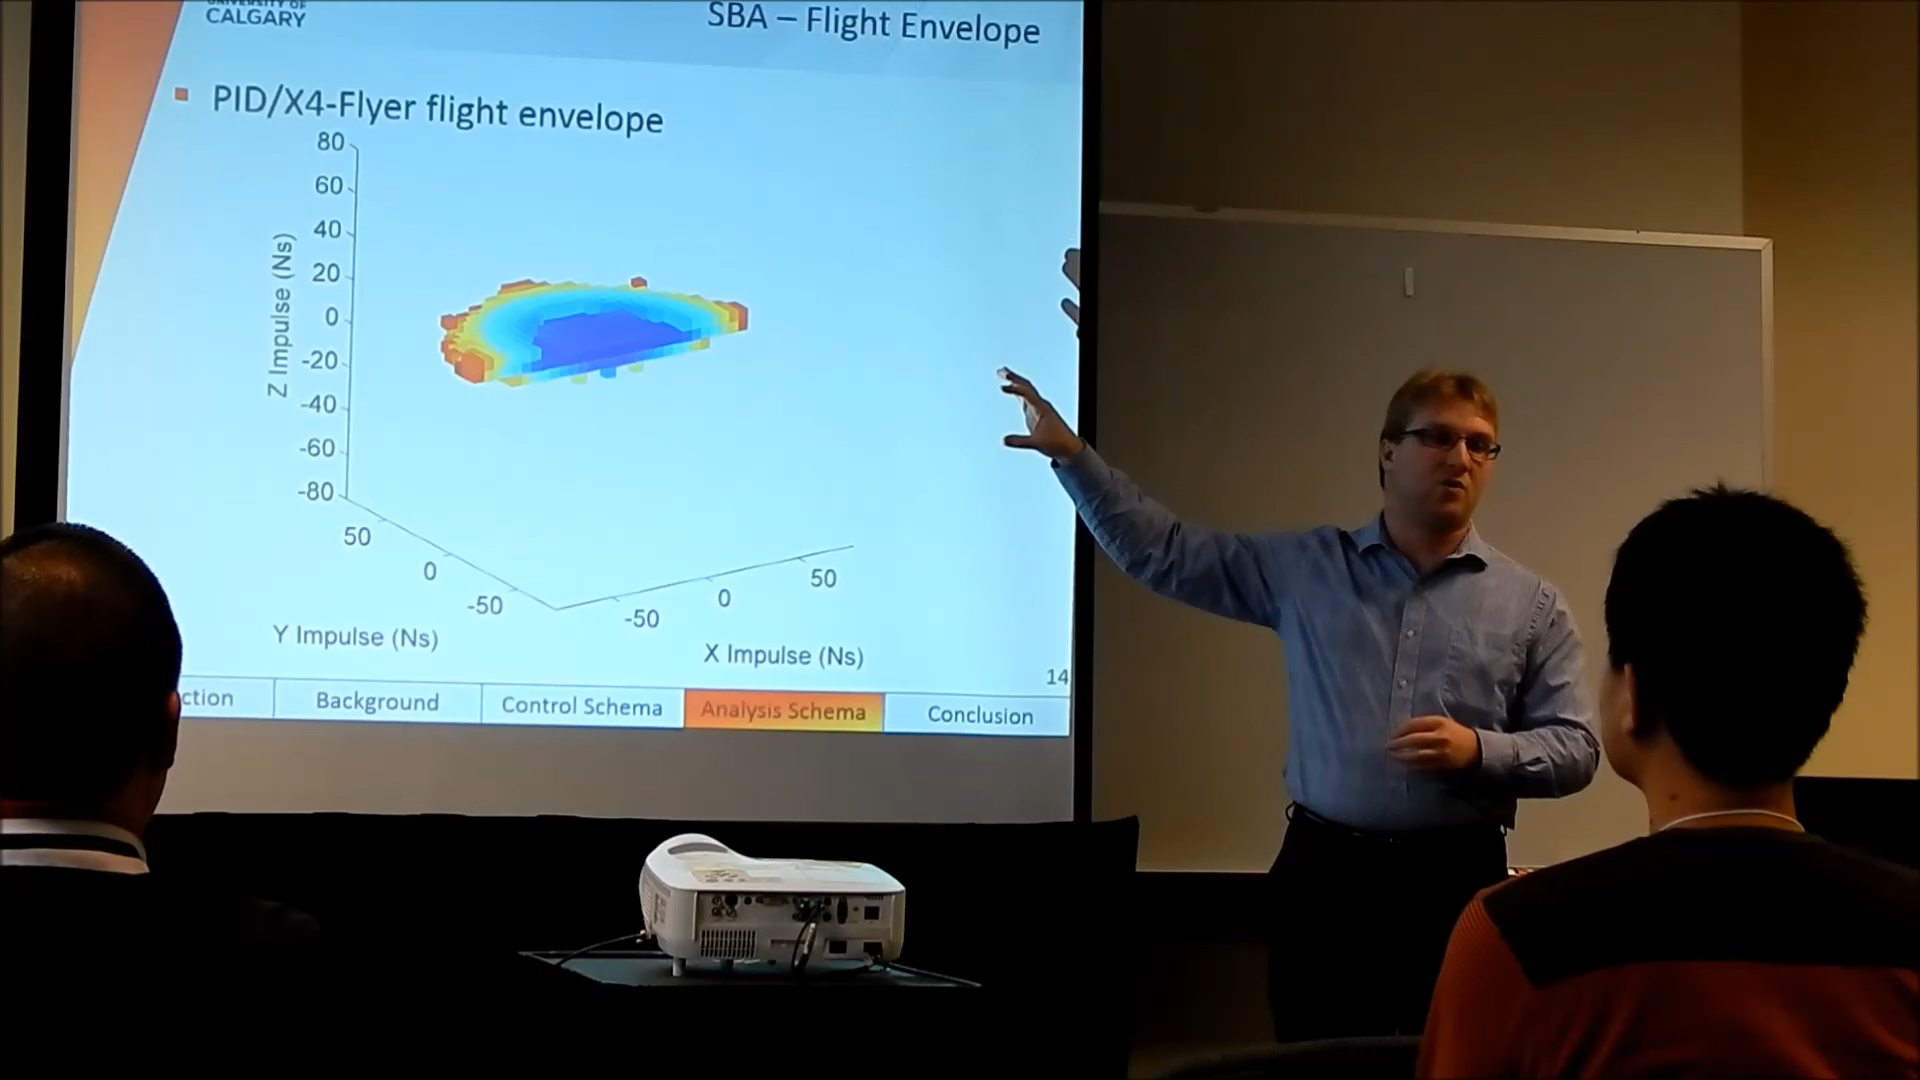 UNIVERSITY OF
CALGARY
SBA – Flight Envelope
PID/X4-Flyer flight envelope
80
60
40
20
0
-20
-40
-60
-80
Z Impulse (Ns)
50
0
-50
Y Impulse (Ns)
-50
0
50
X Impulse (Ns)
14
ction
Background
Control Schema
Analysis Schema
Conclusion